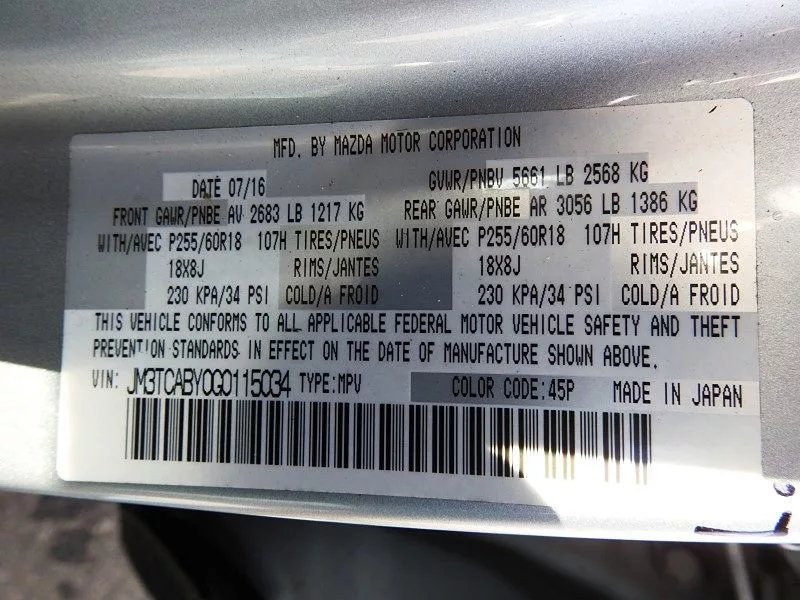 MFD. BY MAZDA MOTOR CORPORATION
DATE 07/16 GVWR/PNBV 5661 LB 2568 KG
FRONT GAWR/PNBE AV 2683 LB 1217 KG REAR GAWR/PNBE AR 3056 LB 1386 KG
WITH/AVEC P255/60R18 107H TIRES/PNEUS WITH/AVEC P255/60R18 107H TIRES/PNEUS
18X8J RIMS/JANTES 18X8J RIMS/JANTES
230 KPA/34 PSI COLD/A FROID 230 KPA/34 PSI COLD/A FROID
THIS VEHICLE CONFORMS TO ALL APPLICABLE FEDERAL MOTOR VEHICLE SAFETY AND THEFT
PREVENTION STANDARDS IN EFFECT ON THE DATE OF MANUFACTURE SHOWN ABOVE.
VIN: JM3TCABY0G0115034 TYPE:MPV COLOR CODE:45P MADE IN JAPAN